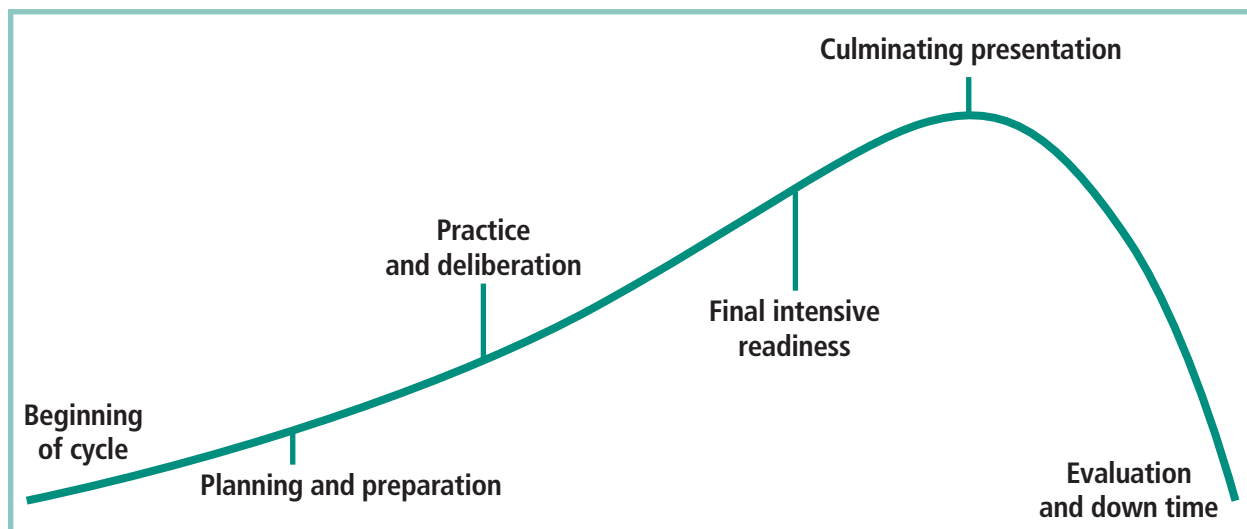 Culminating presentation
Practice
and deliberation
Final intensive
readiness
Beginning
of cycle
Planning and preparation
Evaluation
and down time